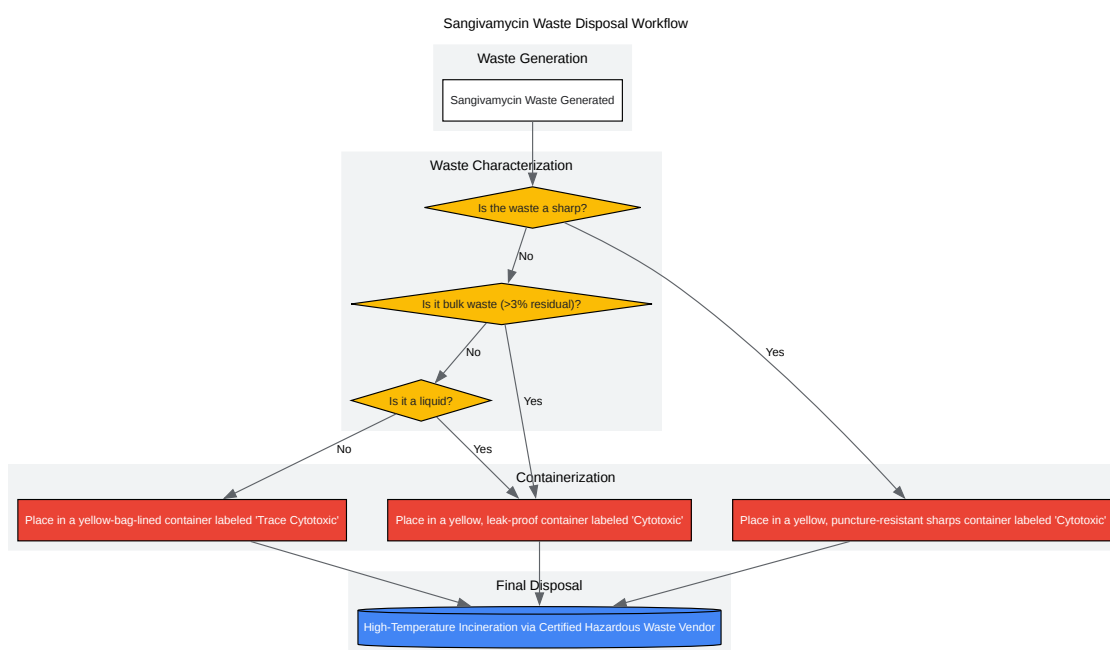 Sangivamycin Waste Disposal Workflow
Waste Generation
Sangivamycin Waste Generated
Waste Characterization
Is the waste a sharp?
No
Is it bulk waste (>3% residual)?
No
Yes
Yes
Is it a liquid?
No
Yes
Containerization
Place in a yellow-bag-lined container labeled 'Trace Cytotoxic'
Place in a yellow, leak-proof container labeled 'Cytotoxic'
Place in a yellow, puncture-resistant sharps container labeled 'Cytotoxic'
Final Disposal
High-Temperature Incineration via Certified Hazardous Waste Vendor